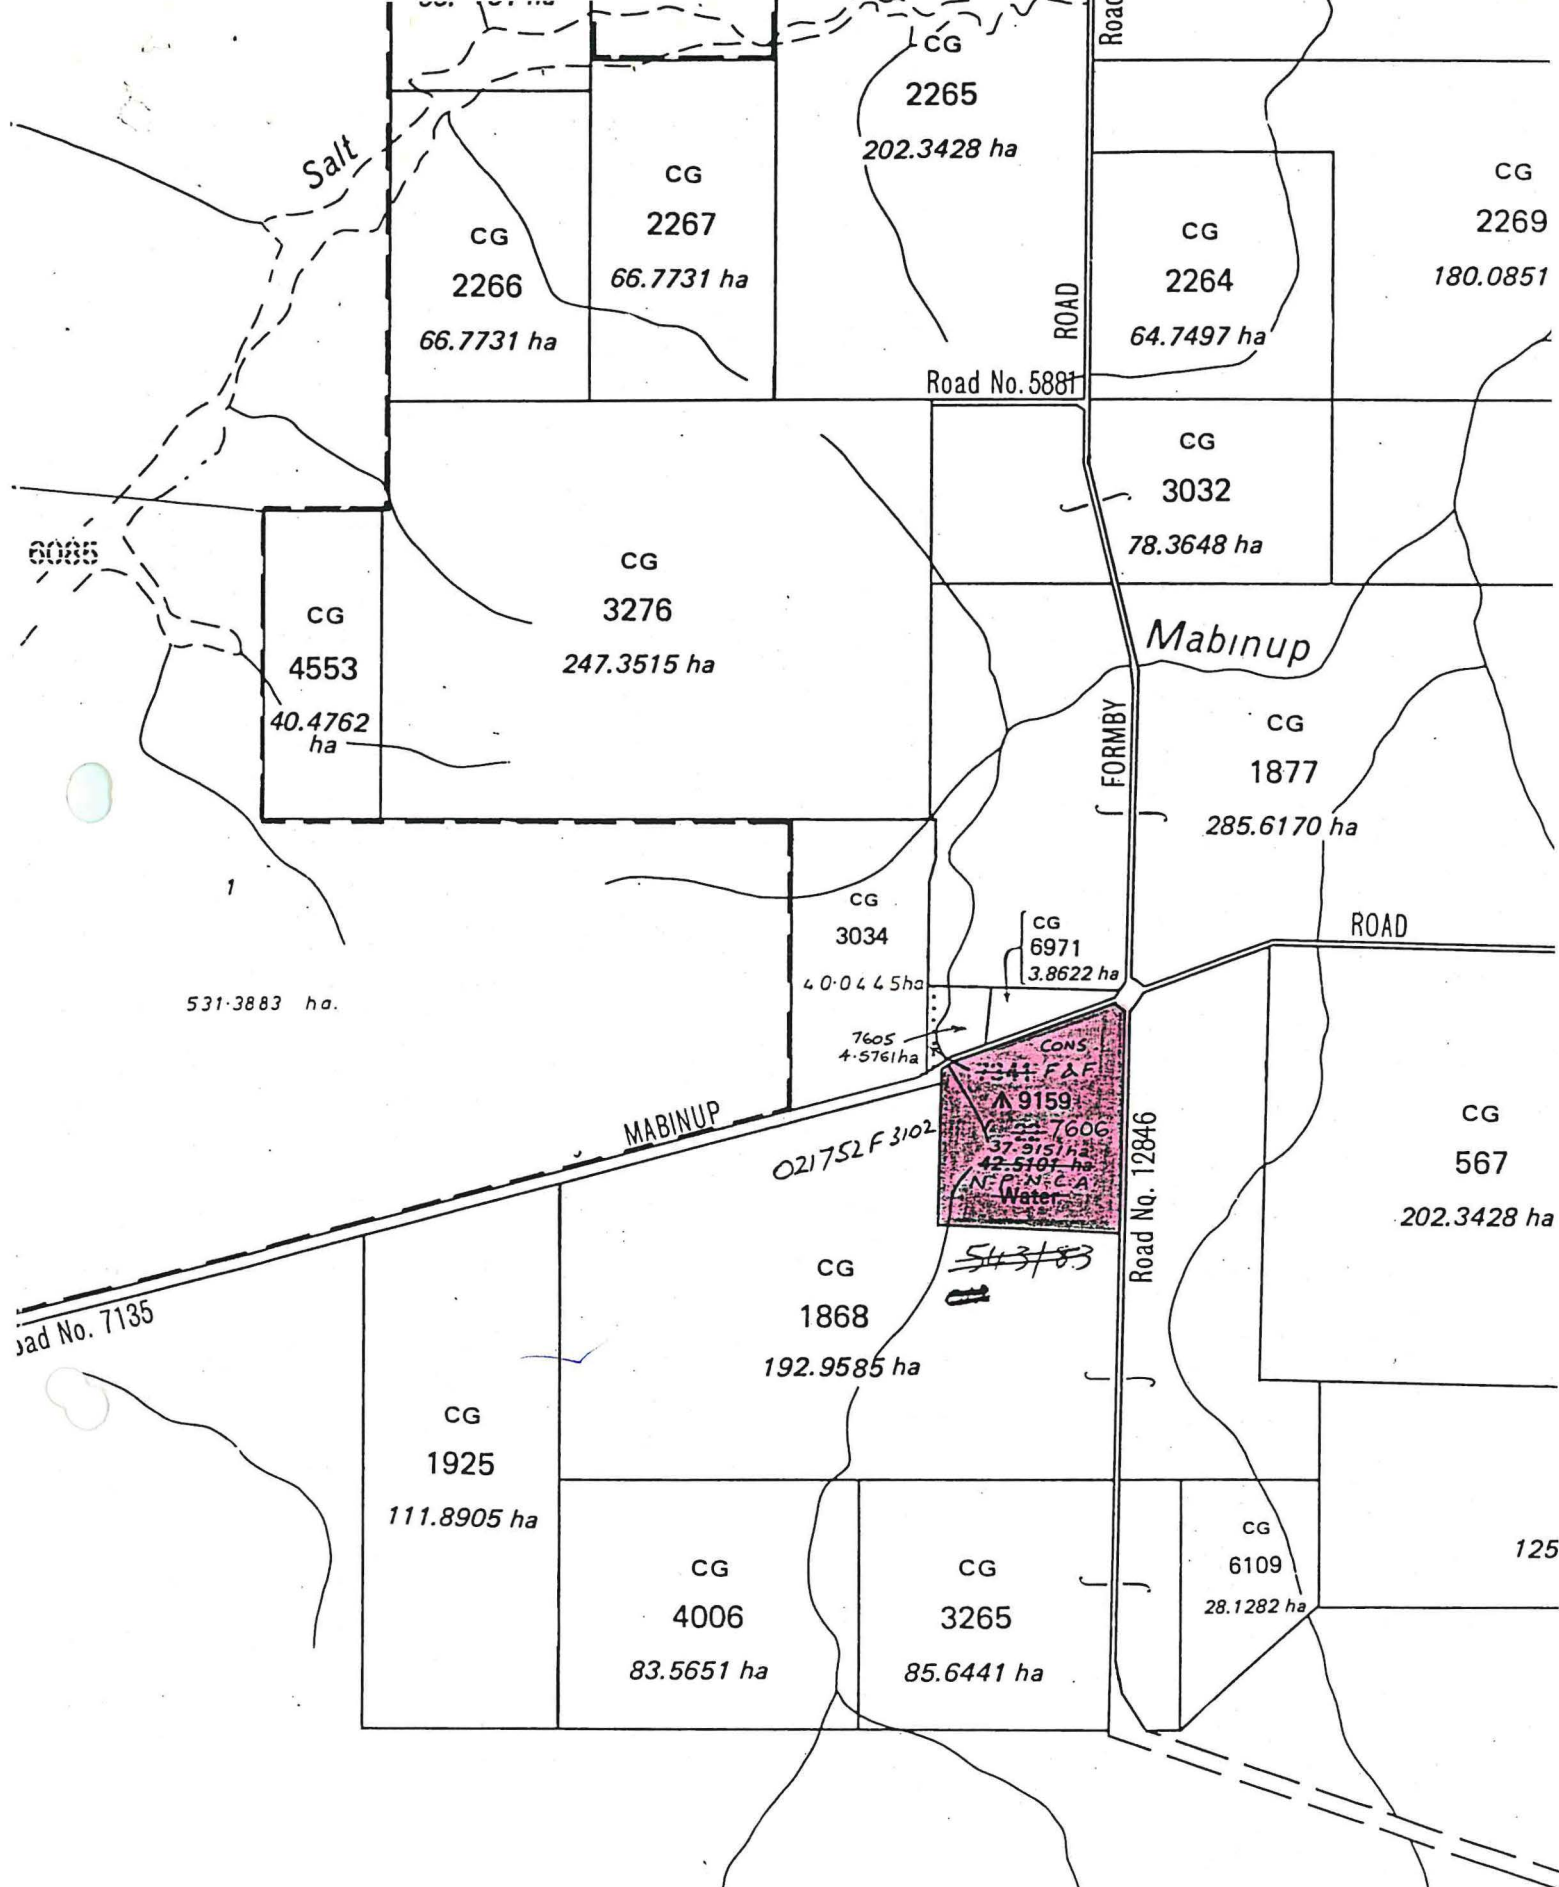 Road
CG
2265
202.3428 ha
Salt
CG
2267
66.7731 ha
CG
2266
66.7731 ha
ROAD
CG
2264
64.7497 ha
CG
2269
180.0851
Road No. 5881
CG
3032
78.3648 ha
6085
CG
4553
40.4762
ha
CG
3276
247.3515 ha
Mabinup
FORMBY
CG
1877
285.6170 ha
1
531.3883 ha.
CG
3034
40.0445ha
CG
6971
3.8622 ha
ROAD
7605
4.5761ha
CONS.
7341 F & F
9159
7606
37.9151ha
42.5101 ha
N P N C A
Water
MABINUP
021752F3102
Road No. 12846
CG
567
202.3428 ha
543/83
oad No. 7135
CG
1868
192.9585 ha
CG
1925
111.8905 ha
CG
4006
83.5651 ha
CG
3265
85.6441 ha
CG
6109
28.1282 ha
125